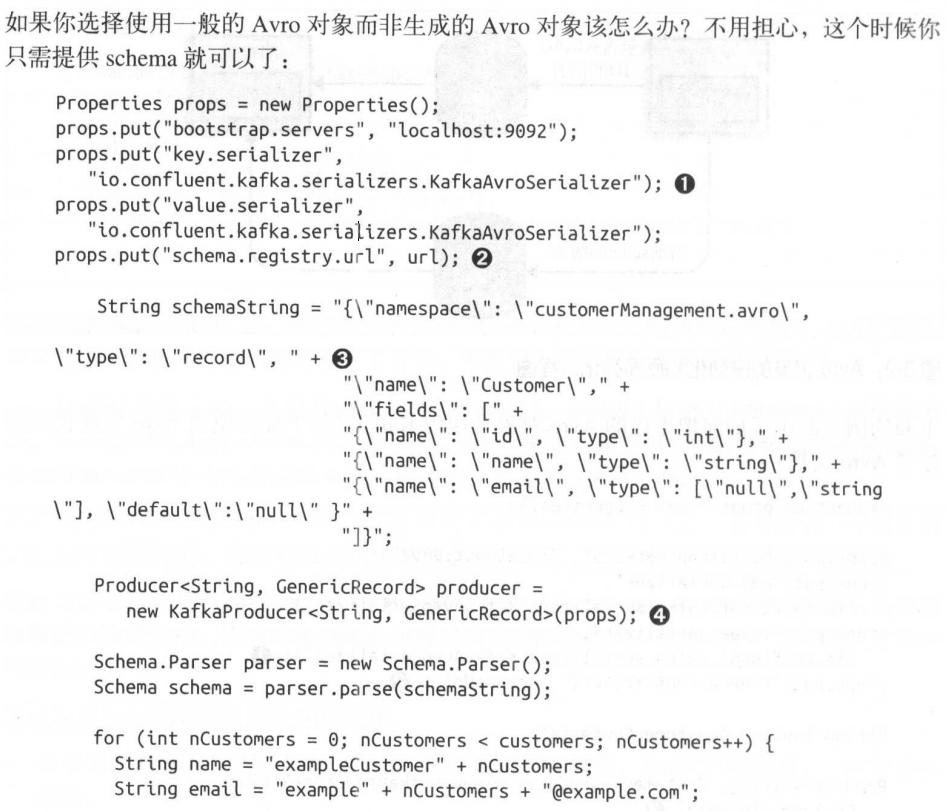 如果你选择使用一般的 Avro 对象而非生成的 Avro 对象该怎么办？不用担心，这个时候你
只需提供 schema 就可以了：
Properties props = new Properties();
props.put("bootstrap.servers", "localhost:9092");
props.put("key.serializer",
"io.confluent.kafka.serializers.KafkaAvroSerializer"); ❶
props.put("value.serializer",
"io.confluent.kafka.serializers.KafkaAvroSerializer");
props.put("schema.registry.url", url); ❷
String schemaString = "{\"namespace\": \"customerManagement.avro\",
\"type\": \"record\", " + ❸
"\"name\": \"Customer\"," +
"\"fields\": [" +
"{\"name\": \"id\", \"type\": \"int\"}," +
"{\"name\": \"name\", \"type\": \"string\"}," +
"{\"name\": \"email\", \"type\": [\"null\",\"string
\"], \"default\":\"null\" }" +
"]}";
Producer<String, GenericRecord> producer =
new KafkaProducer<String, GenericRecord>(props); ❹
Schema.Parser parser = new Schema.Parser();
Schema schema = parser.parse(schemaString);
for (int nCustomers = 0; nCustomers < customers; nCustomers++) {
String name = "exampleCustomer" + nCustomers;
String email = "example" + nCustomers + "@example.com";